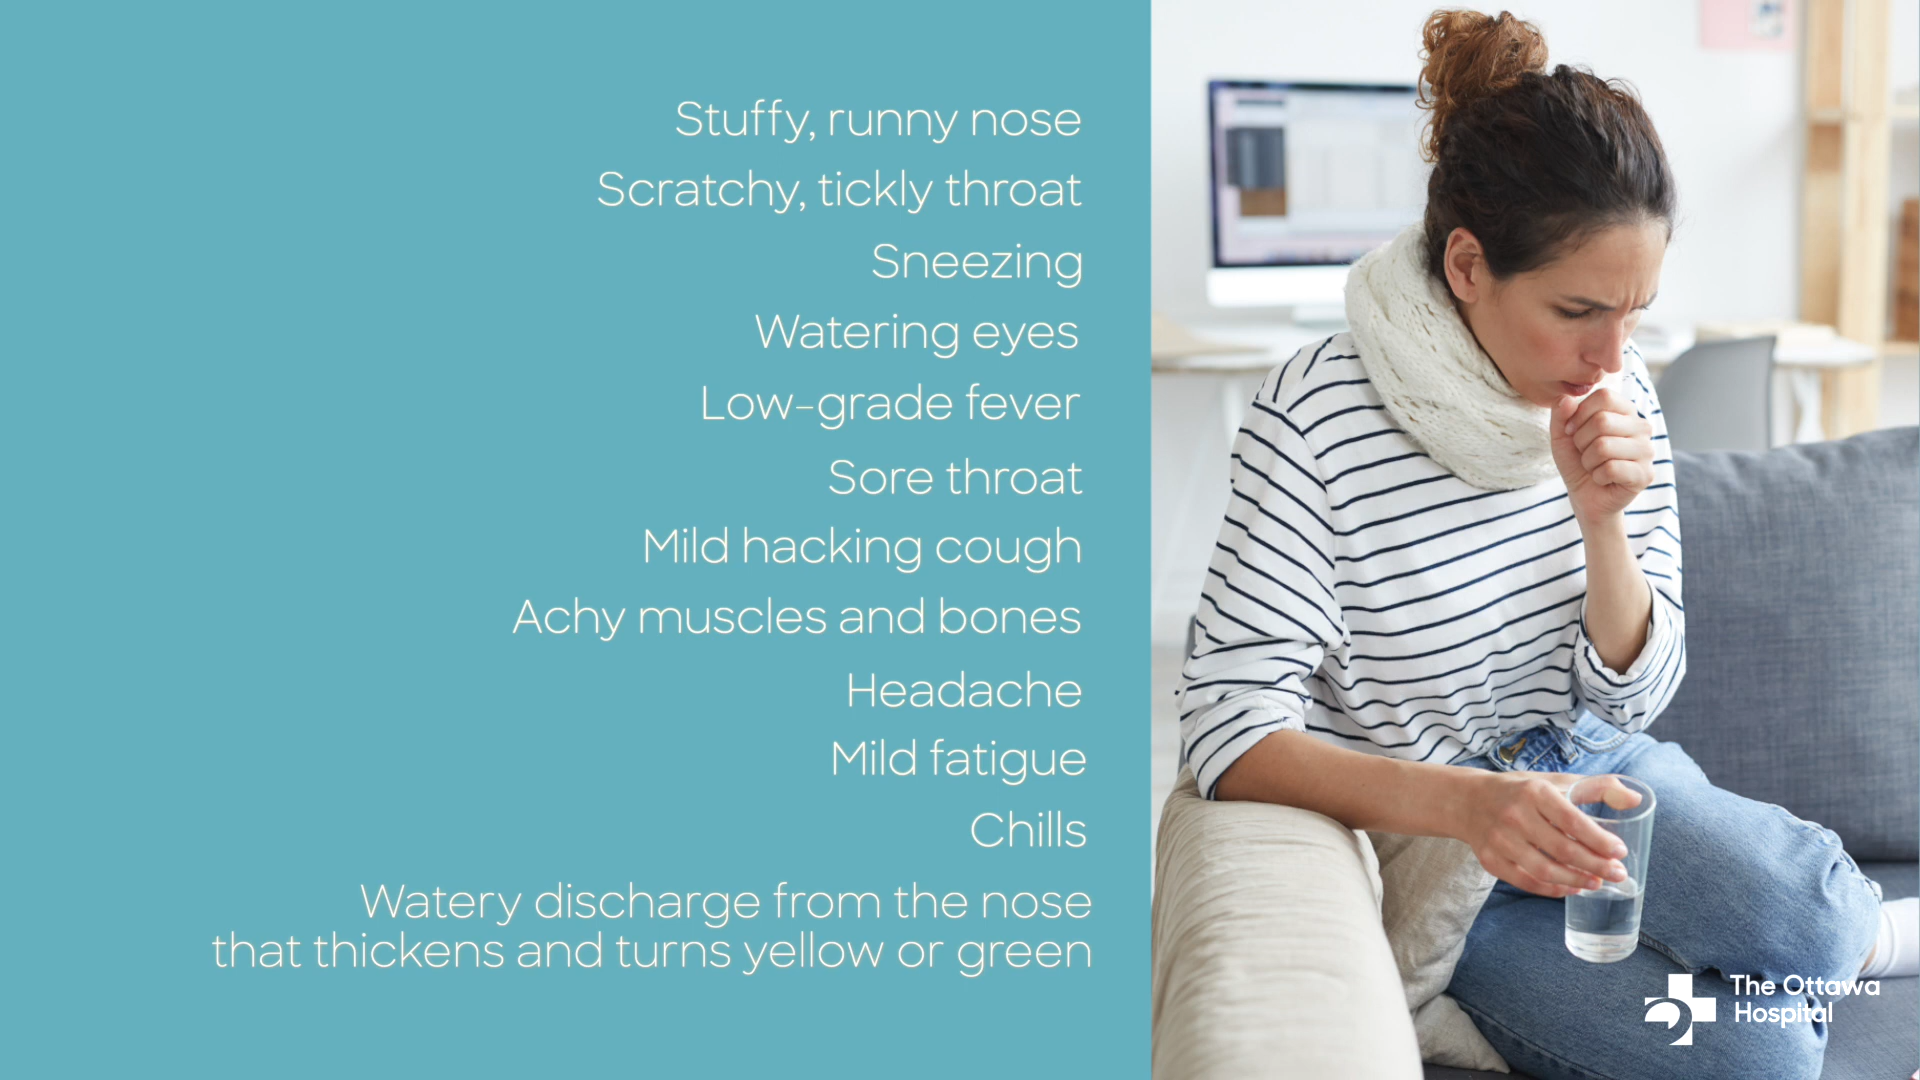 Stuffy, runny nose
Scratchy, tickly throat
Sneezing
Watering eyes
Low-grade fever
Sore throat
Mild hacking cough
Achy muscles and bones
Headache
Mild fatigue
Chills
Watery discharge from the nose
that thickens and turns yellow or green
The Ottawa
Hospital